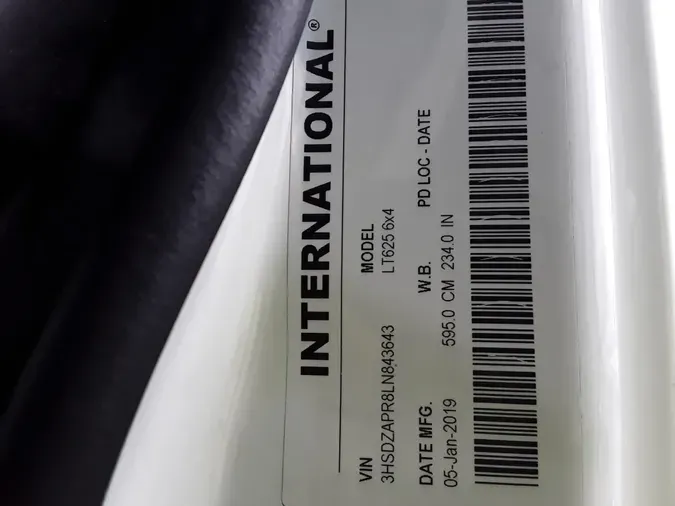 INTERNATIONAL®
VIN MODEL
3HSDZAPR8LN843643 LT625 6x4
DATE MFG. W.B. PD LOC - DATE
05-Jan-2019 595.0 CM 234.0 IN